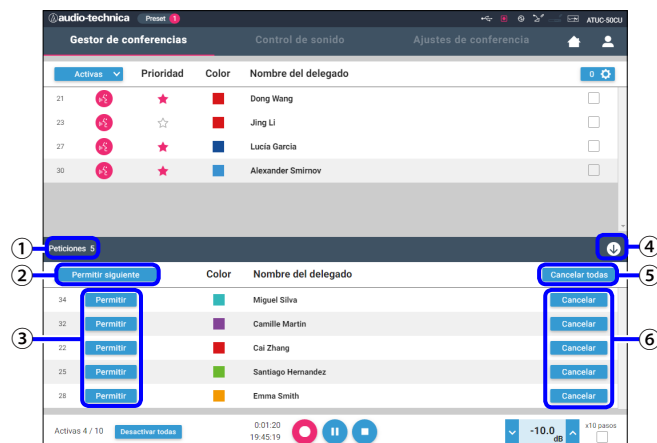 audio-technica Preset 1 ATUC-50CU
Gestor de conferencias Control de sonido Ajustes de conferencia
Activas Prioridad Color Nombre del delegado 0
21 Dong Wang
23 Jing Li
27 Lucía Garcia
30 Alexander Smirnov
1 Peticiones 5 4
2 Permitir siguiente Color Nombre del delegado Cancelar todas 5
34 Permitir Miguel Silva Cancelar
32 Permitir Camille Martin Cancelar
3 22 Permitir Cai Zhang Cancelar 6
25 Permitir Santiago Hernandez Cancelar
28 Permitir Emma Smith Cancelar
Activas 4 / 10 Desactivar todas 0:01:20 -10.0 x10 pasos
19:45:19 dB